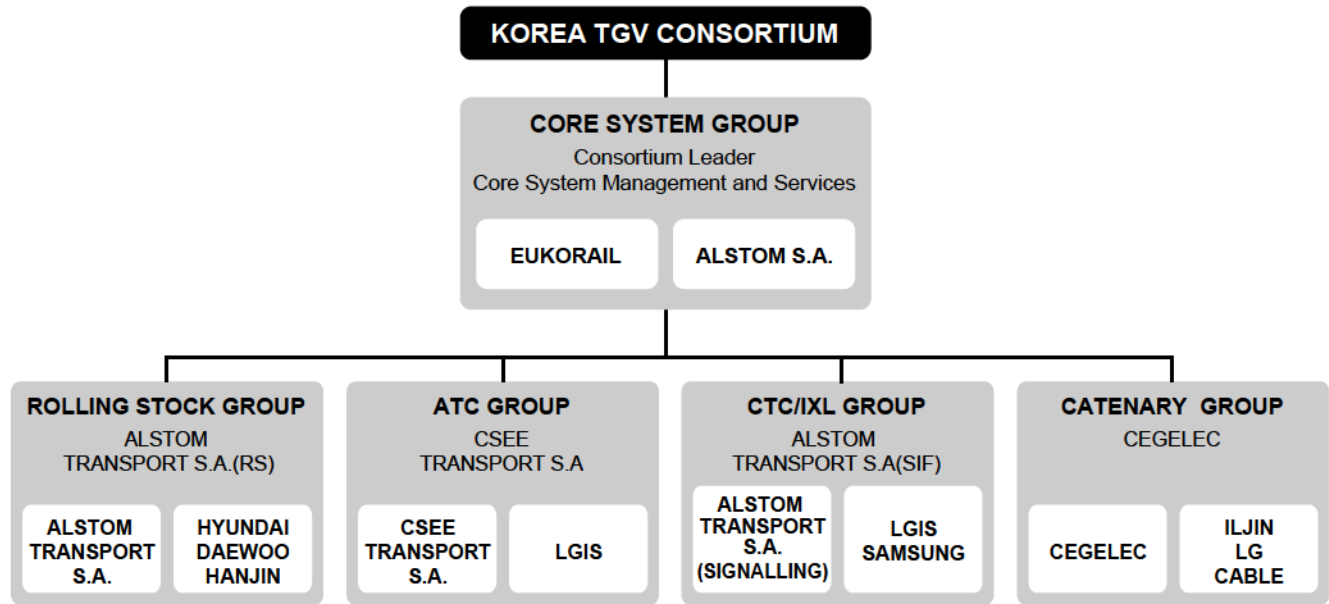 KOREA TGV CONSORTIUM
CORE SYSTEM GROUP
Consortium Leader
Core System Management and Services
EUKORAIL
ALSTOM S.A.
ROLLING STOCK GROUP
ALSTOM
TRANSPORT S.A.(RS)
ALSTOM
TRANSPORT
S.A.
HYUNDAI
DAEWOO
HANJIN
ATC GROUP
CSEE
TRANSPORT S.A
CSEE
TRANSPORT
S.A.
LGIS
CTC/IXL GROUP
ALSTOM
TRANSPORT S.A(SIF)
ALSTOM
TRANSPORT
S.A.
(SIGNALLING)
LGIS
SAMSUNG
CATENARY GROUP
CEGELEC
CEGELEC
ILJIN
LG
CABLE